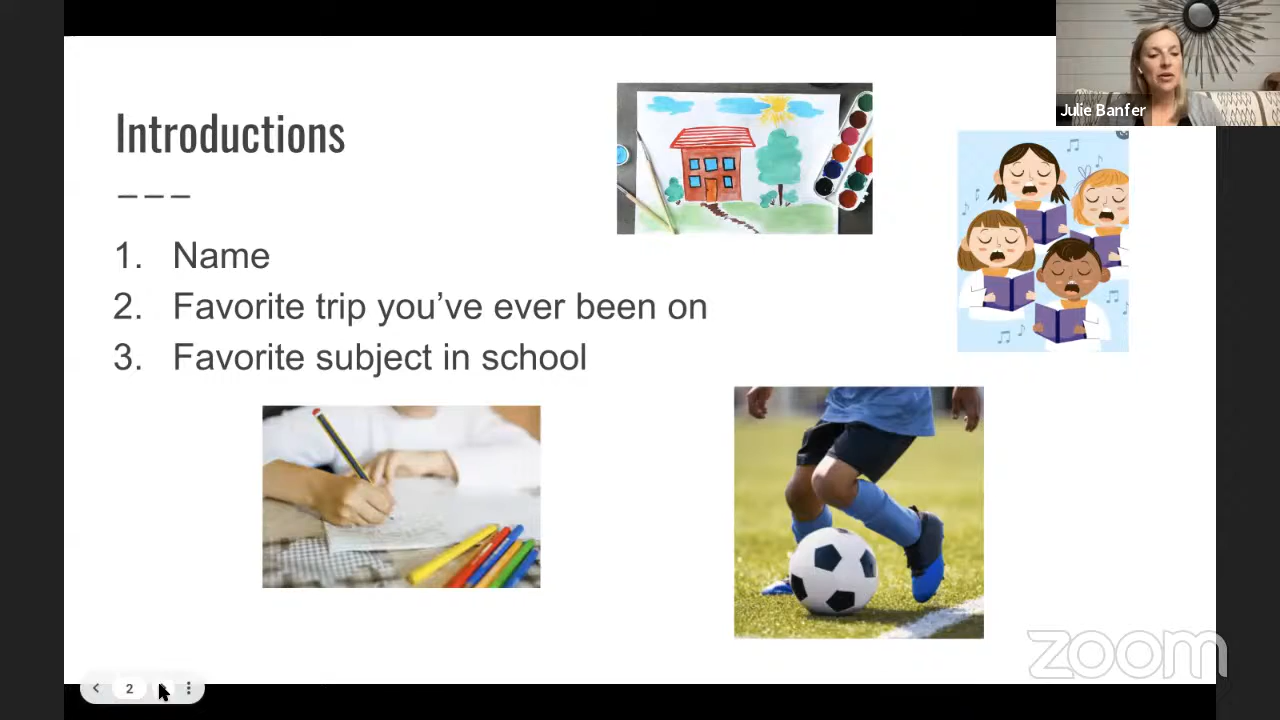 Introductions
1. Name
2. Favorite trip you've ever been on
3. Favorite subject in school
Julie Banfer
2
zoom